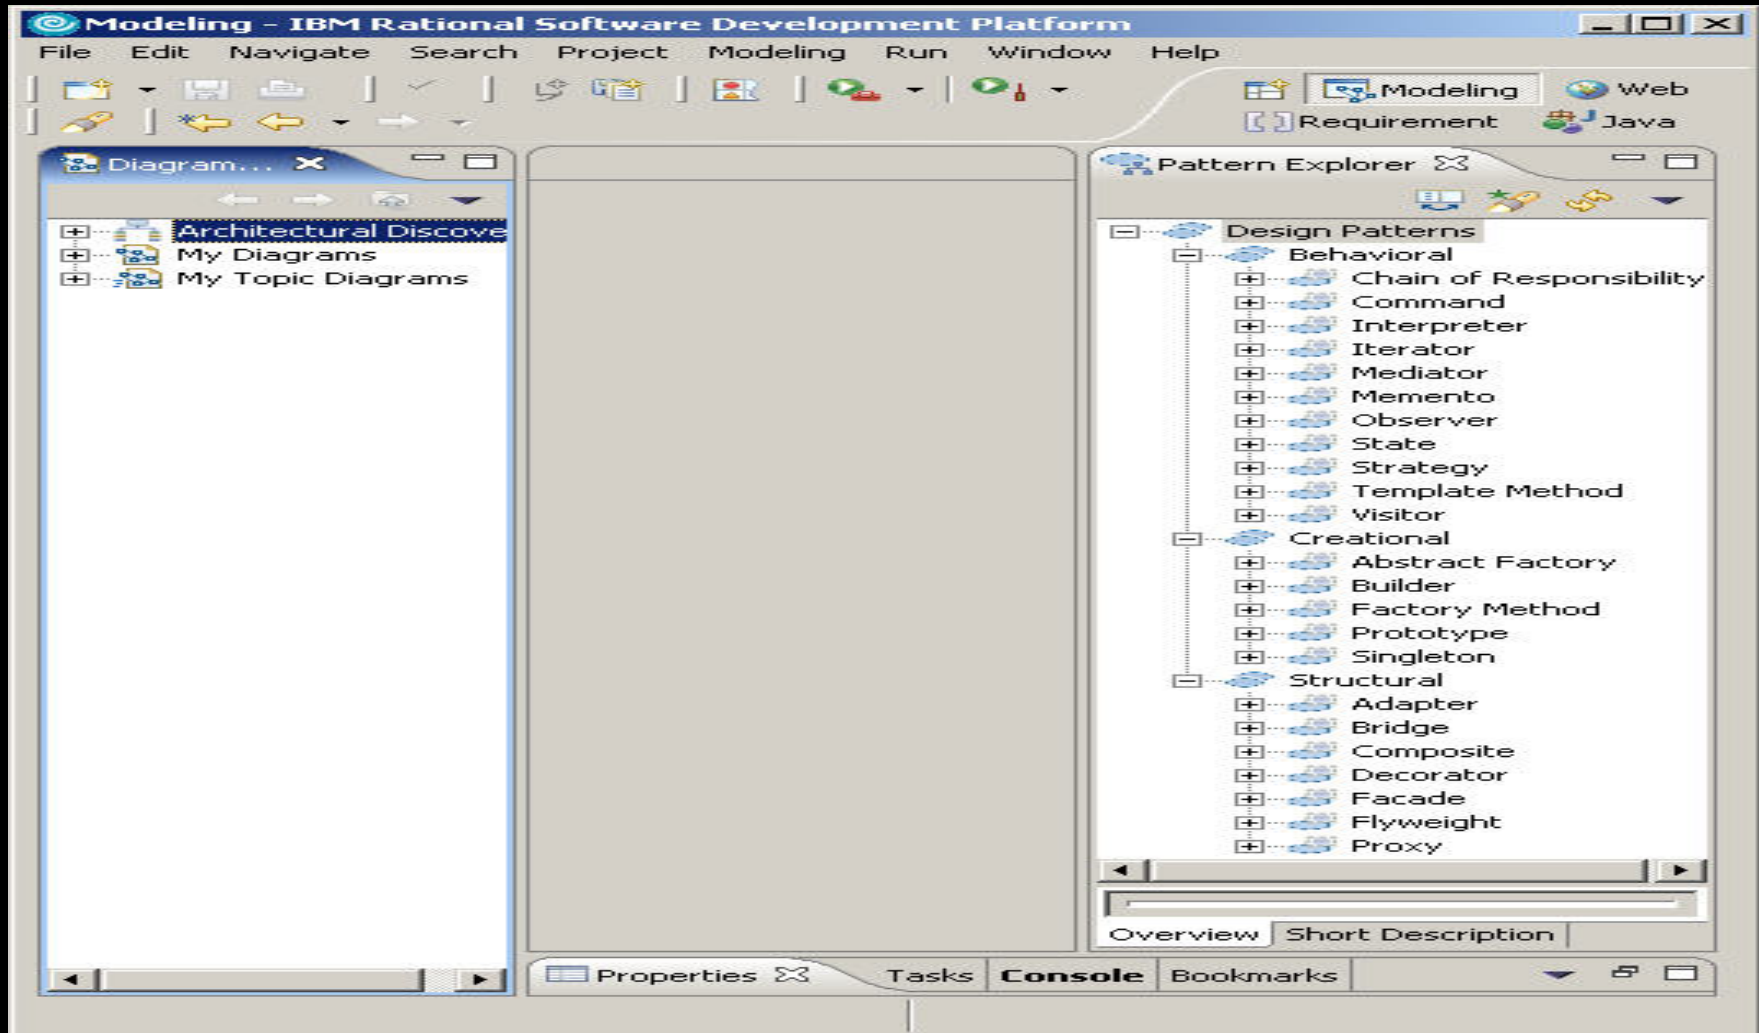 Modeling - IBM Rational Software Development Platform
File Edit Navigate Search Project Modeling Run Window Help
Modeling Web
Requirement Java
Diagram...
Architectural Discove
My Diagrams
My Topic Diagrams
Pattern Explorer
Design Patterns
Behavioral
Chain of Responsibility
Command
Interpreter
Iterator
Mediator
Memento
Observer
State
Strategy
Template Method
Visitor
Creational
Abstract Factory
Builder
Factory Method
Prototype
Singleton
Structural
Adapter
Bridge
Composite
Decorator
Facade
Flyweight
Proxy
Overview Short Description
Properties Tasks Console Bookmarks